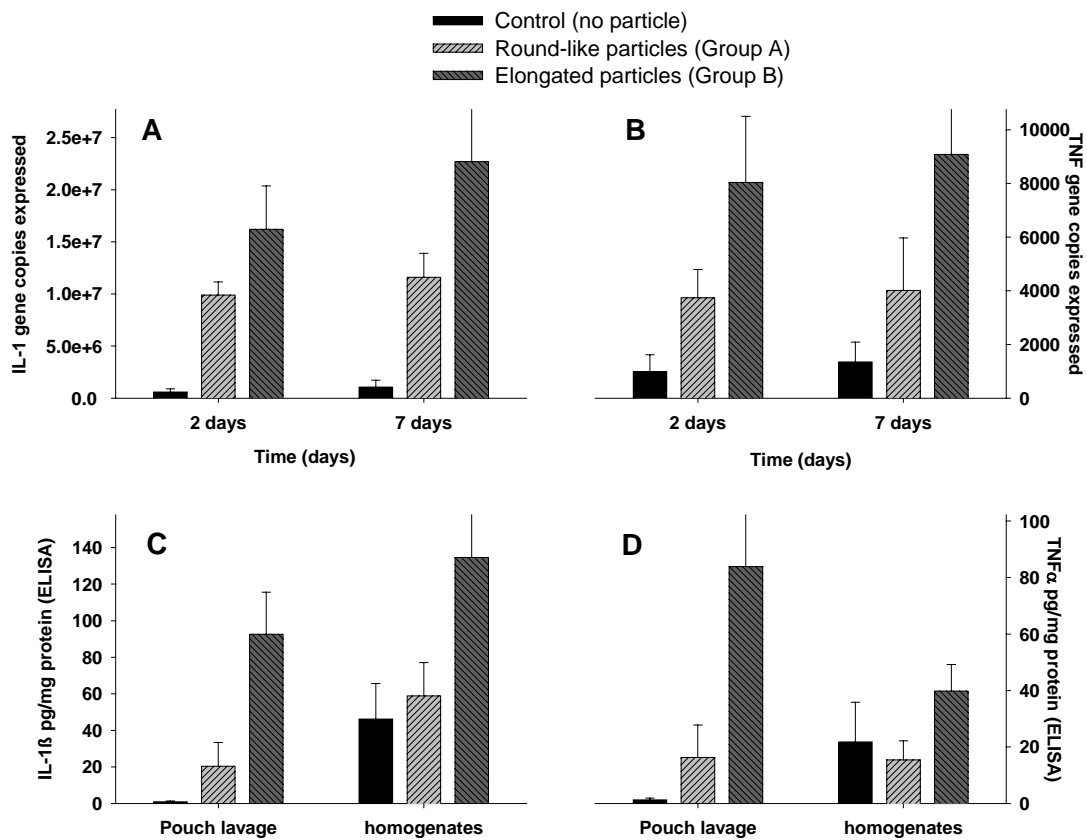 Control (no particle)
Round-like particles (Group A)
Elongated particles (Group B)
A
IL-1 gene copies expressed
2.5e+7
2.0e+7
1.5e+7
1.0e+7
5.0e+6
0.0
2 days
7 days
Time (days)
B
TNF gene copies expressed
10000
8000
6000
4000
2000
0
2 days
7 days
Time (days)
C
IL-1ß pg/mg protein (ELISA)
140
120
100
80
60
40
20
0
Pouch lavage
homogenates
D
TNFα pg/mg protein (ELISA)
100
80
60
40
20
0
Pouch lavage
homogenates